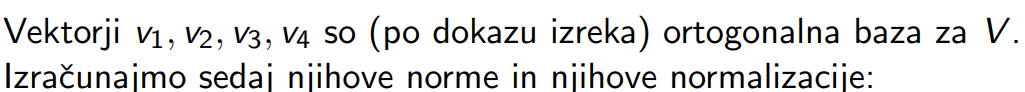 Vektorji v₁, v₂, v₃, v₄ so (po dokazu izreka) ortogonalna baza za V.
Izračunajmo sedaj njihove norme in njihove normalizacije: